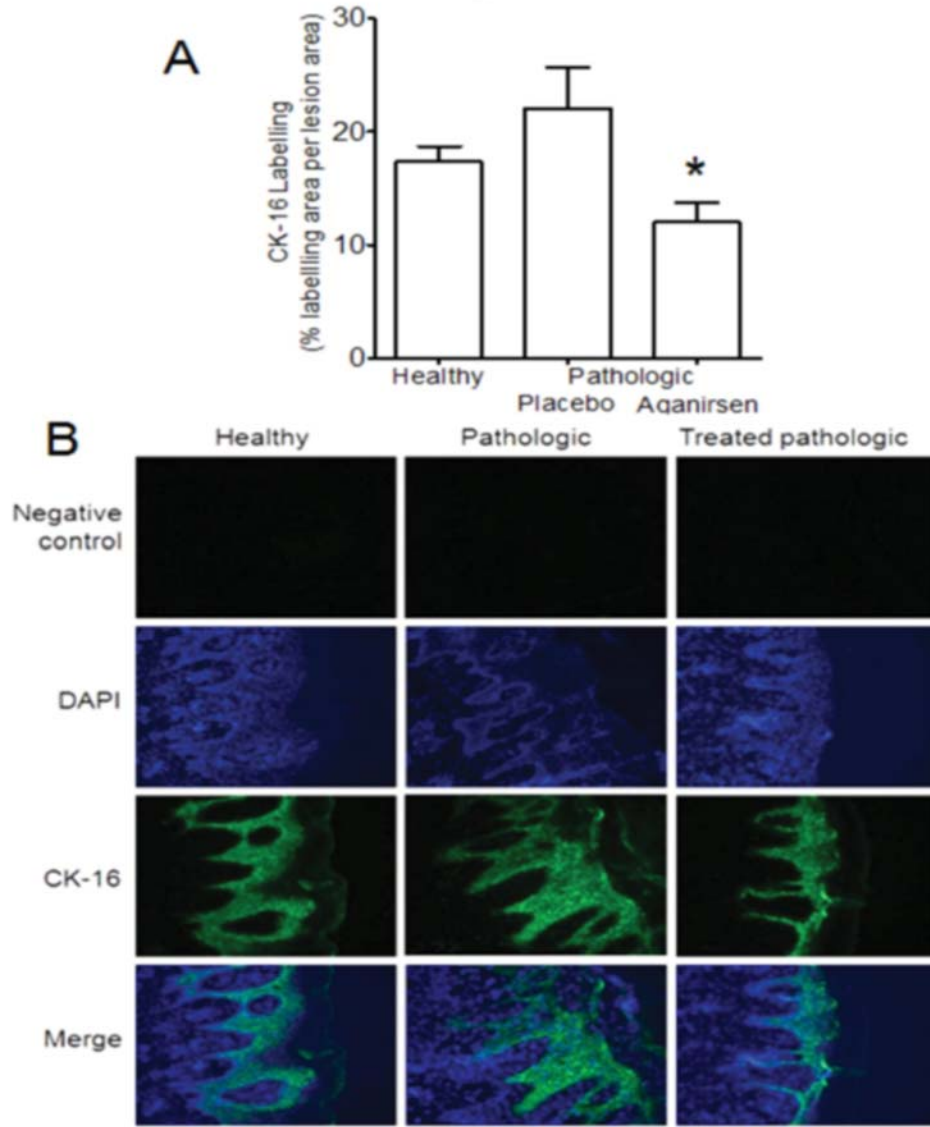 A
CK-16 Labelling
(% labellling area per lesion area)
30
20
10
0
*
Healthy
Pathologic
Placebo
Aganirsen
B
Healthy
Pathologic
Treated pathologic
Negative
control
DAPI
CK-16
Merge